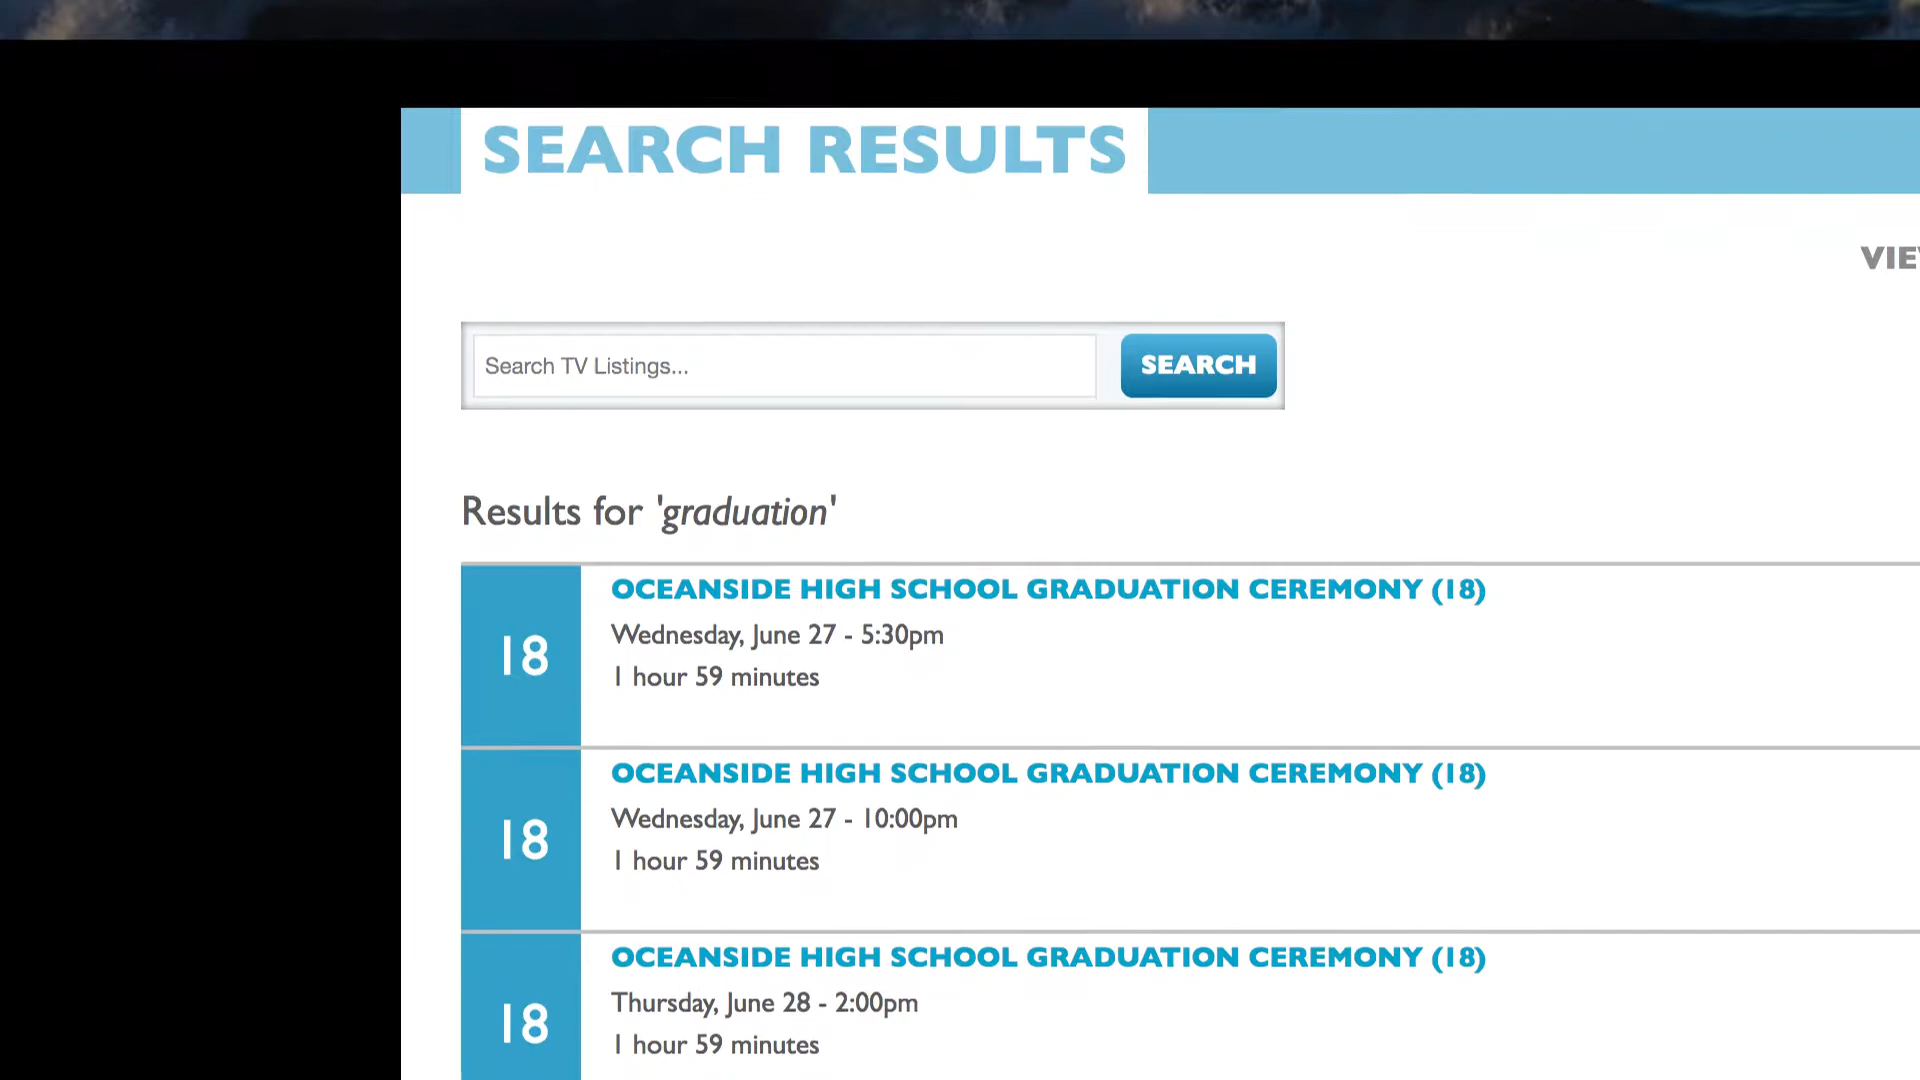 SEARCH RESULTS
Search TV Listings...
SEARCH
Results for 'graduation'
18
OCEANSIDE HIGH SCHOOL GRADUATION CEREMONY (18)
Wednesday, June 27 - 5:30pm
1 hour 59 minutes
18
OCEANSIDE HIGH SCHOOL GRADUATION CEREMONY (18)
Wednesday, June 27 - 10:00pm
1 hour 59 minutes
18
OCEANSIDE HIGH SCHOOL GRADUATION CEREMONY (18)
Thursday, June 28 - 2:00pm
1 hour 59 minutes